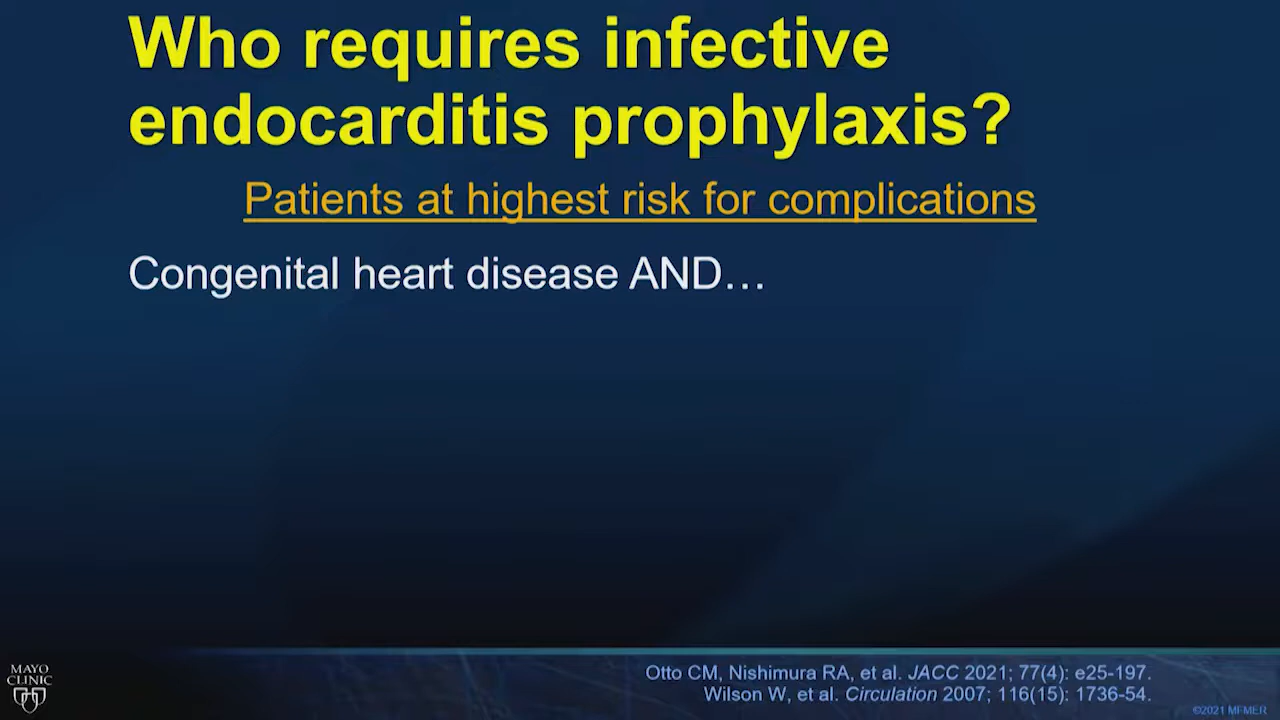 Who requires infective
endocarditis prophylaxis?
Patients at highest risk for complications
Congenital heart disease AND…
MAYO
CLINIC
Otto CM, Nishimura RA, et al. JACC 2021; 77(4): e25-197.
Wilson W, et al. Circulation 2007; 116(15): 1736-54.
©2021 MFMER